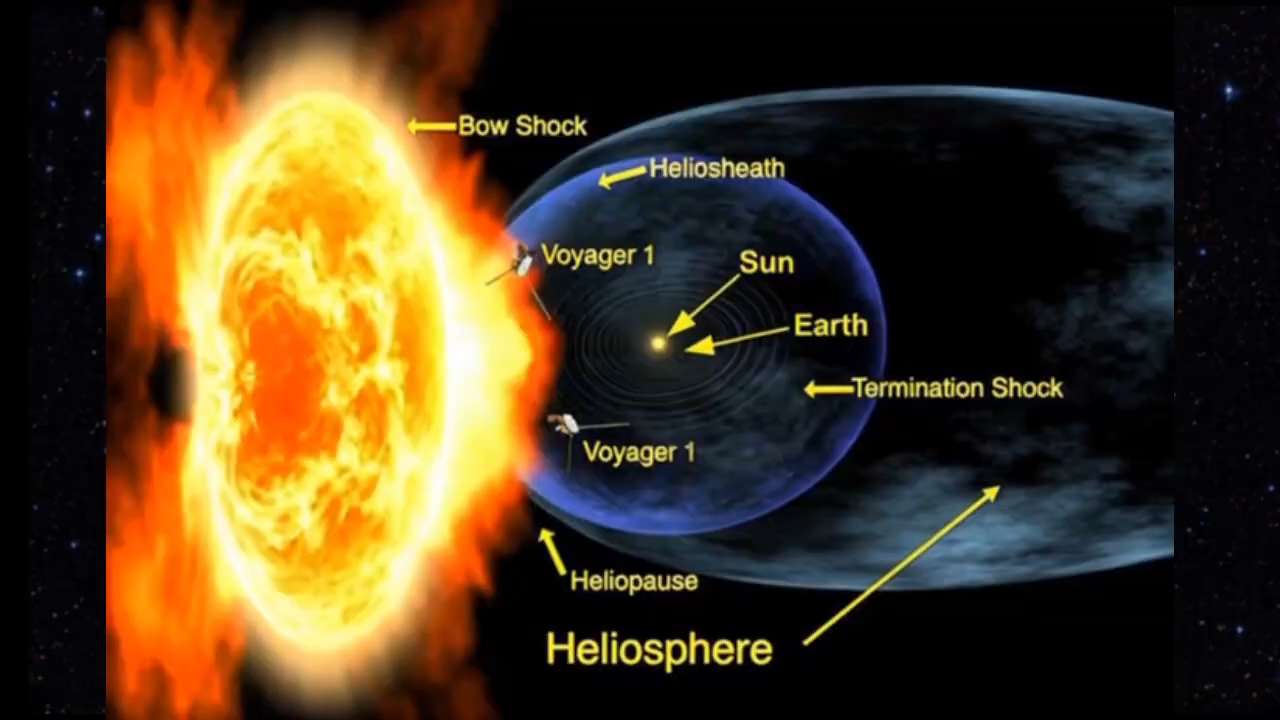 Bow Shock
Heliosheath
Voyager 1
Sun
Earth
Termination Shock
Voyager 1
Heliopause
Heliosphere